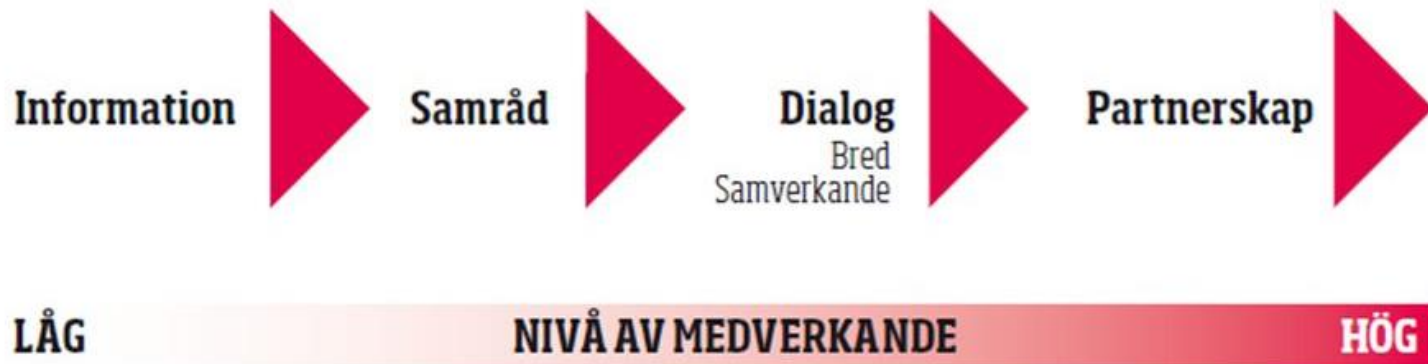 Information
Samråd
Dialog
Bred
Samverkande
Partnerskap
LÅG
NIVÅ AV MEDVERKANDE
HÖG